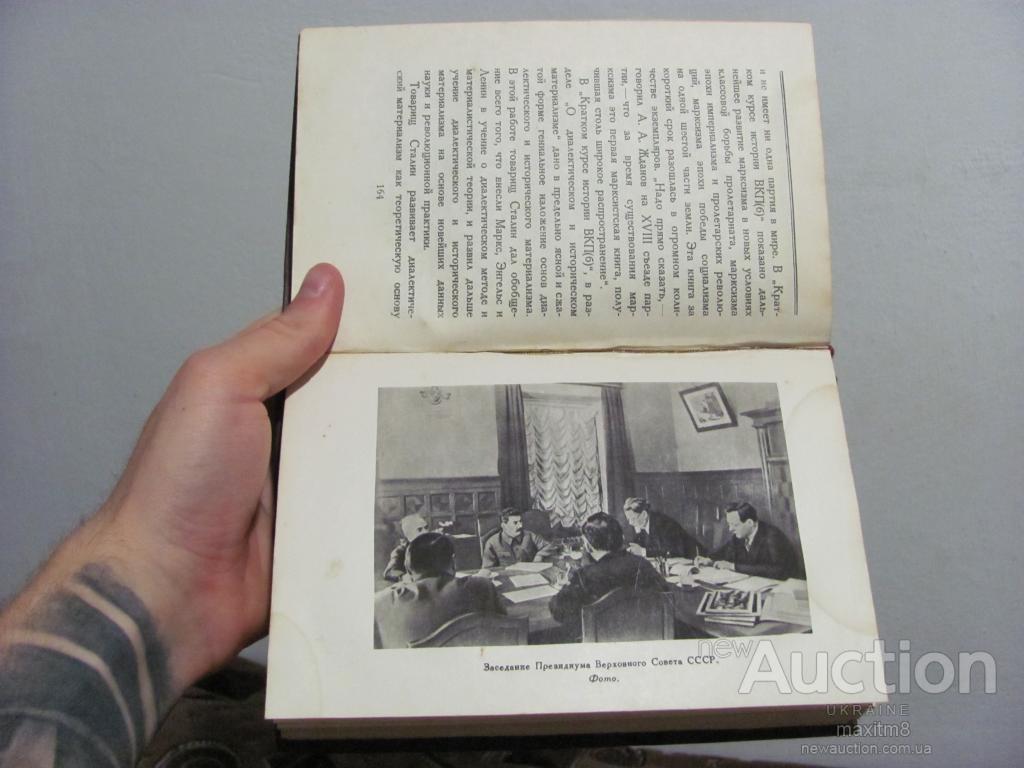 и не имеет ни одна партия в мире. В „Крат-
ком курсе истории ВКП(б)“ показано даль-
нейшее развитие марксизма в новых условиях
классовой борьбы пролетариата, марксизма
эпохи империализма и пролетарских револю-
ций, марксизма эпохи победы социализма
на одной шестой части земли. Эта книга за
короткий срок разошлась в огромном коли-
честве экземпляров. „Надо прямо сказать, —
говорил А. А. Жданов на XVIII съезде пар-
тии, — что за время существования мар-
ксизма это первая марксистская книга, полу-
чившая столь широкое распространение“.
В „Кратком курсе истории ВКП(б)“, в раз-
деле „О диалектическом и историческом
материализме“ дано в предельно ясной и сжа-
той форме гениальное изложение основ диа-
лектического и исторического материализма.
В этой работе товарищ Сталин дал обобще-
ние всего того, что внесли Маркс, Энгельс и
Ленин в учение о диалектическом методе и
материалистической теории, и развил дальше
учение диалектического и исторического
материализма на основе новейших данных
науки и революционной практики.
Товарищ Сталин развивает диалектиче-
ский материализм как теоретическую основу
164
Заседание Президиума Верховного Совета СССР.
Фото.
newAuction
UKRAINE
maxitm8
newauction.com.ua